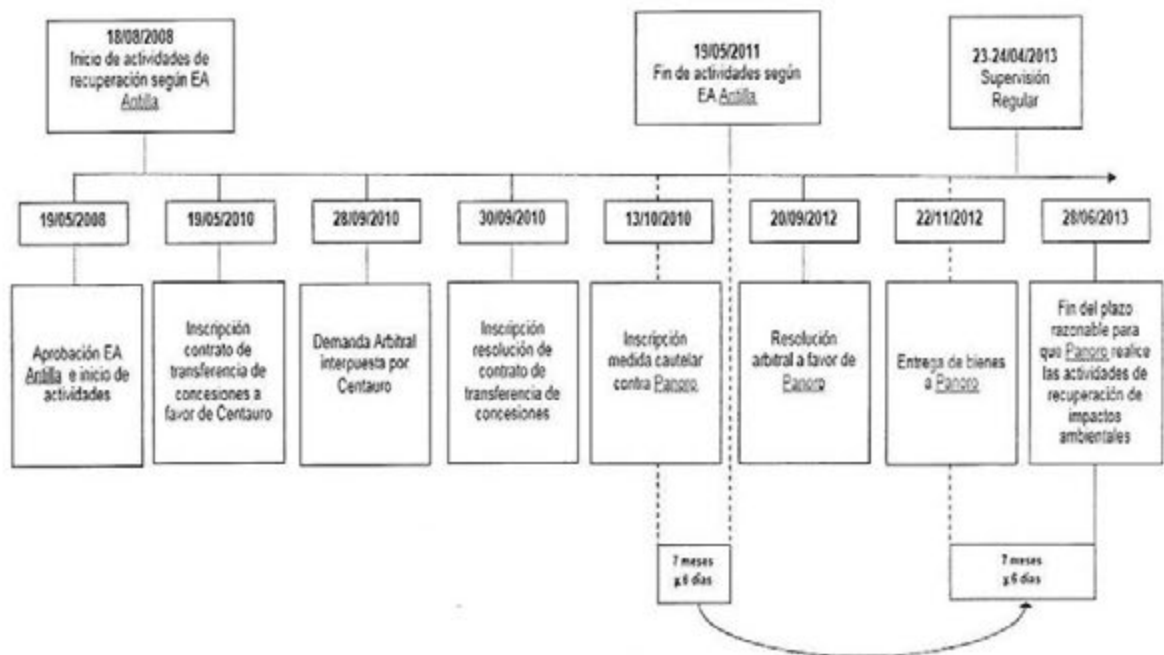 18/08/2008
Inicio de actividades de
recuperación según EA
Antilla
19/05/2011
Fin de actividades según
EA Antilla
23-24/04/2013
Supervisión
Regular
19/05/2008
19/05/2010
28/09/2010
30/09/2010
13/10/2010
20/09/2012
22/11/2012
28/06/2013
Aprobación EA
Antilla e inicio de
actividades
Inscripción
contrato de
transferencia de
concesiones a
favor de Centauro
Demanda Arbitral
interpuesta por
Centauro
Inscripción
resolución de
contrato de
transferencia de
concesiones
Inscripción
medida cautelar
contra Panoro
Resolución
arbitral a favor de
Panoro
Entrega de bienes
a Panoro
Fin del plazo
razonable para
que Panoro realice
las actividades de
recuperación de
impactos
ambientales
7 meses
y 6 días
7 meses
y 6 días